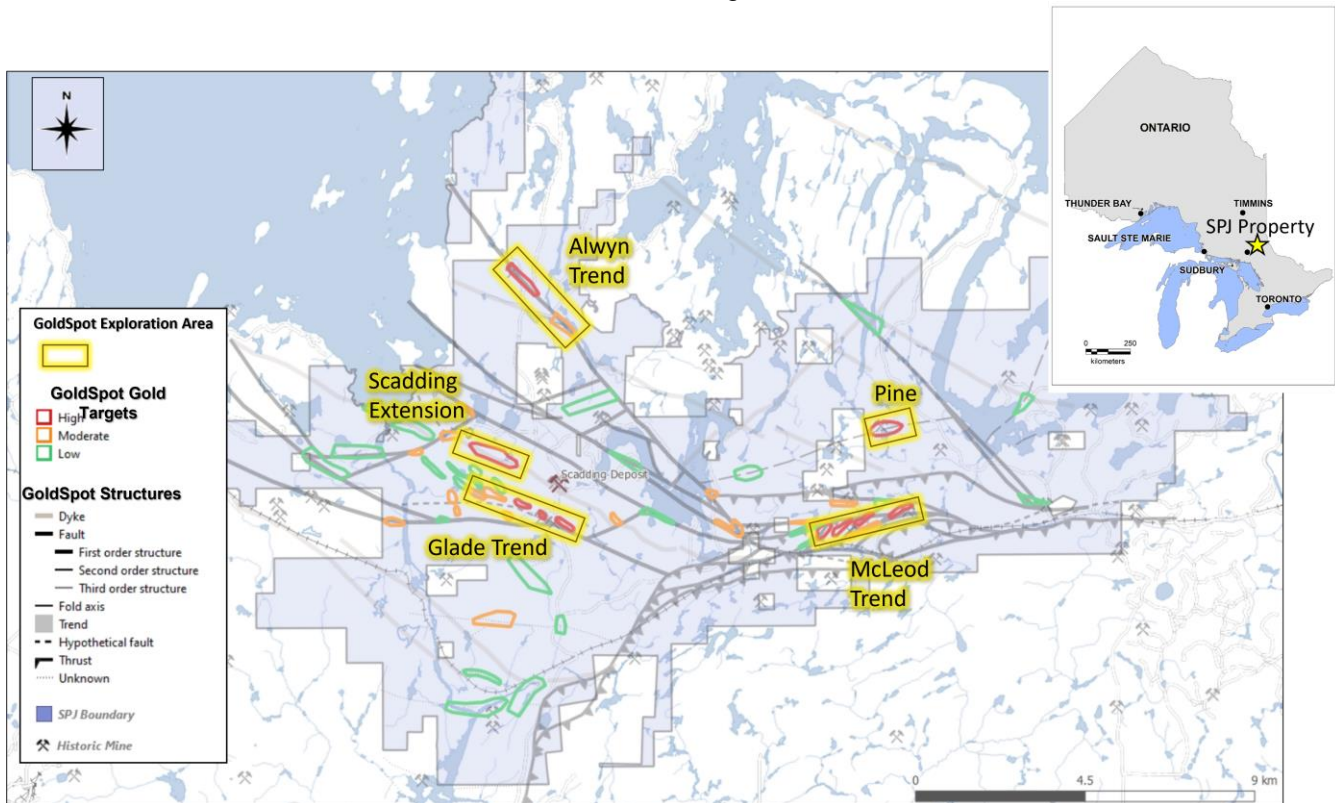 N
ONTARIO
THUNDER BAY
TIMMINS
SPJ Property
SAULT STE MARIE
SUDBURY
TORONTO
0
250
kilometers
Alwyn
Trend
Scadding
Extension
Pine
Scadding Deposit
Glade Trend
McLeod
Trend
GoldSpot Exploration Area
GoldSpot Gold
Targets
High
Moderate
Low
GoldSpot Structures
Dyke
Fault
First order structure
Second order structure
Third order structure
Fold axis
Trend
Hypothetical fault
Thrust
Unknown
SPJ Boundary
Historic Mine
0
4.5
9 km